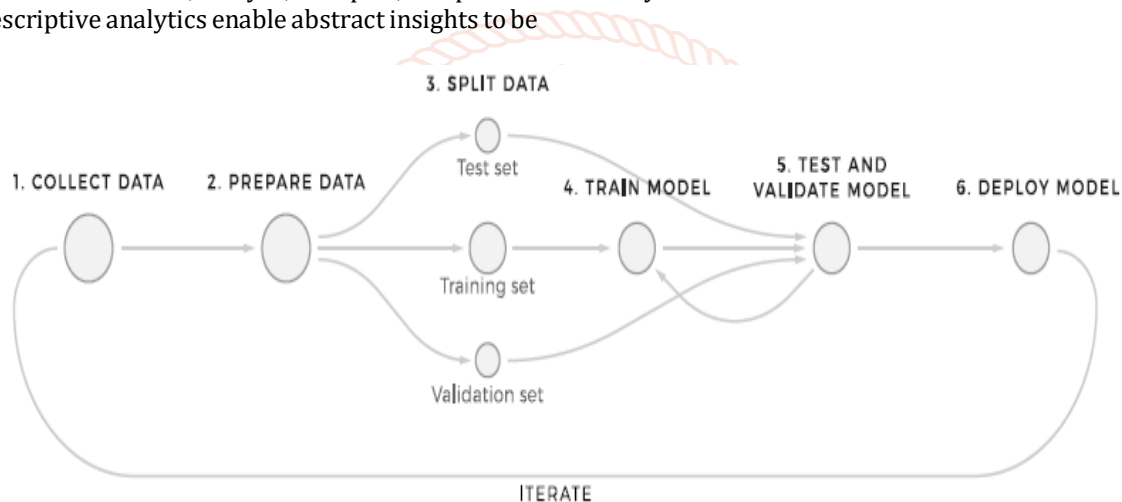 descriptive analytics enable abstract insights to be
3. SPLIT DATA
Test set
1. COLLECT DATA
2. PREPARE DATA
4. TRAIN MODEL
5. TEST AND
VALIDATE MODEL
6. DEPLOY MODEL
Training set
Validation set
ITERATE